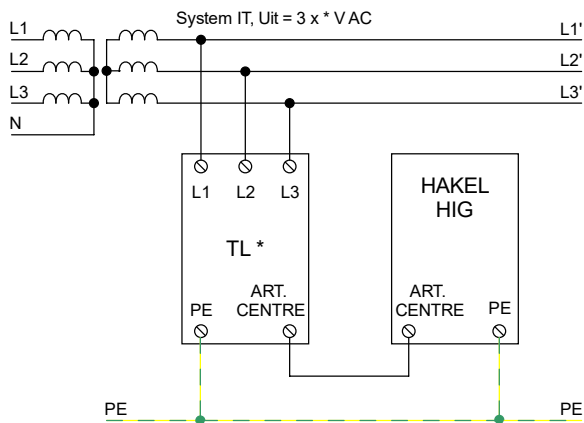 System IT, Uit = 3 x * V AC
L1
L1'
L2
L2'
L3
L3'
N
L1 L2 L3
HAKEL
HIG
TL *
ART.
PE CENTRE
ART.
CENTRE PE
PE
PE